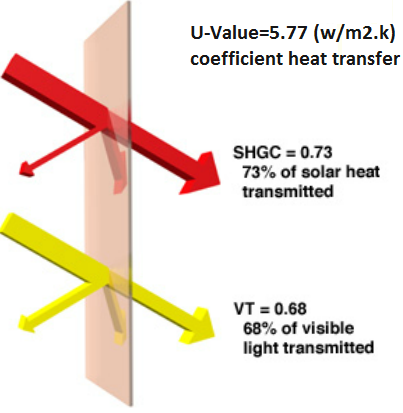 U-Value=5.77 (w/m2.k)
coefficient heat transfer
SHGC = 0.73
73% of solar heat
transmitted
VT = 0.68
68% of visible
light transmitted